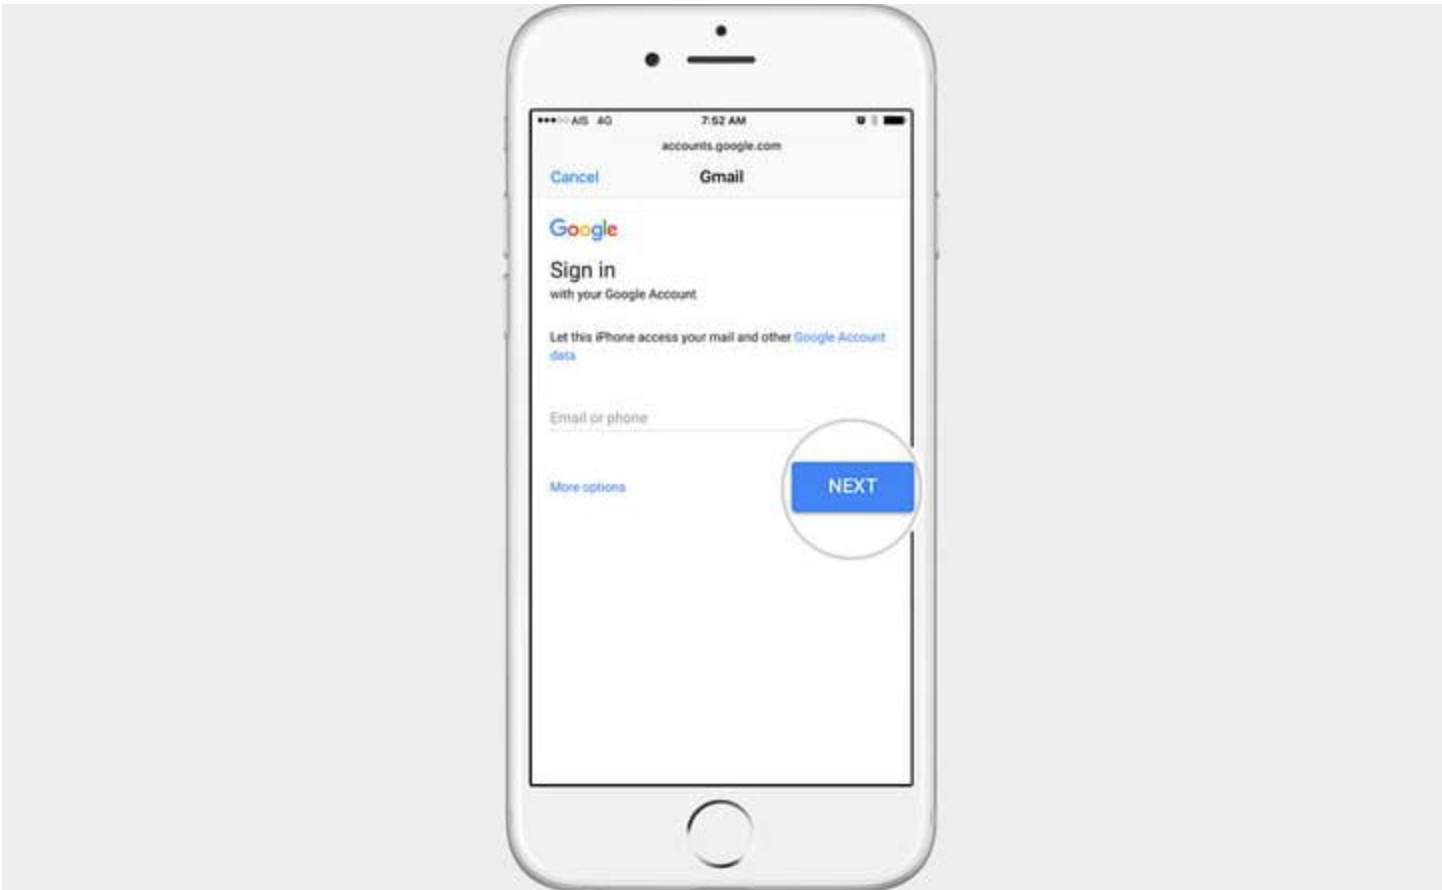 AIS 4G 7:52 AM
accounts.google.com
Cancel Gmail
Google
Sign in
with your Google Account
Let this iPhone access your mail and other Google Account
data
Email or phone
More options NEXT